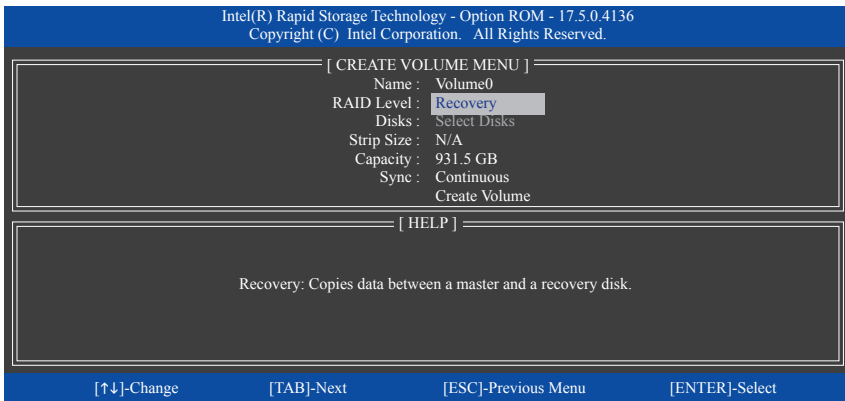 Intel(R) Rapid Storage Technology - Option ROM - 17.5.0.4136
Copyright (C) Intel Corporation. All Rights Reserved.
[ CREATE VOLUME MENU ]
Name : Volume0
RAID Level : Recovery
Disks : Select Disks
Strip Size : N/A
Capacity : 931.5 GB
Sync : Continuous
Create Volume
[ HELP ]
Recovery: Copies data between a master and a recovery disk.
[↑↓]-Change [TAB]-Next [ESC]-Previous Menu [ENTER]-Select